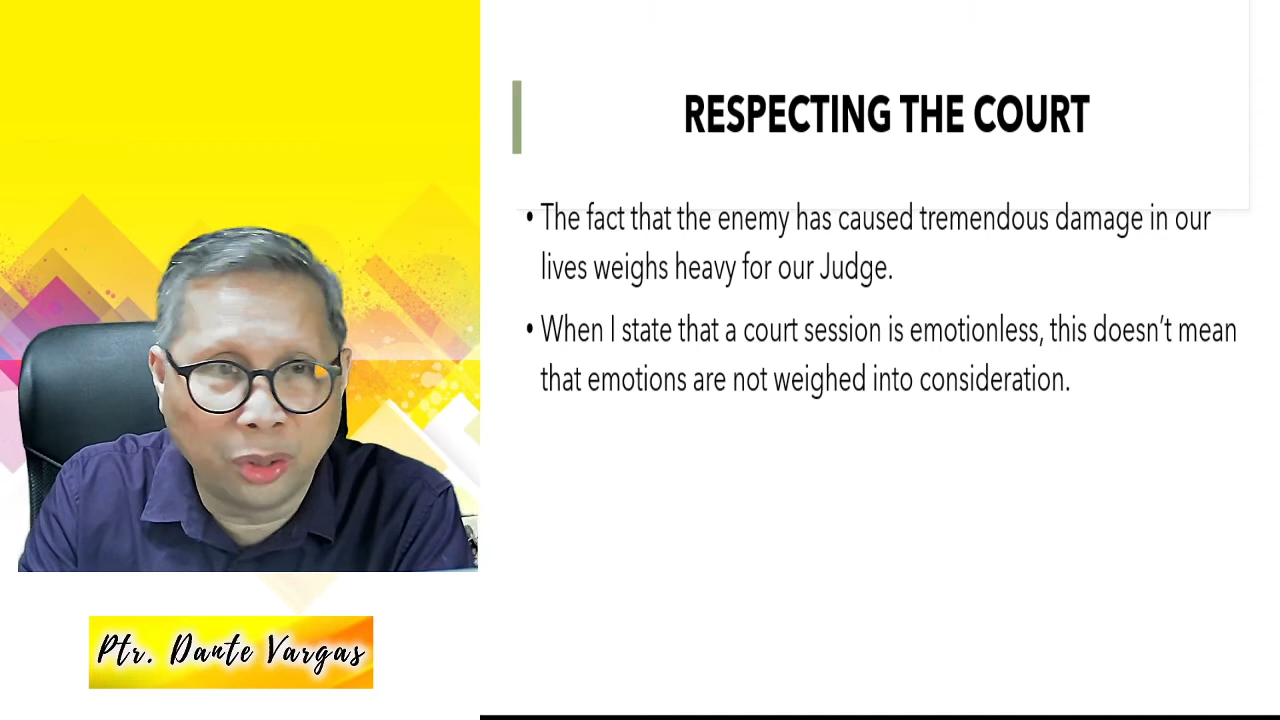 RESPECTING THE COURT
• The fact that the enemy has caused tremendous damage in our
lives weighs heavy for our Judge.
• When I state that a court session is emotionless, this doesn’t mean
that emotions are not weighed into consideration.
Ptr. Dante Vargas